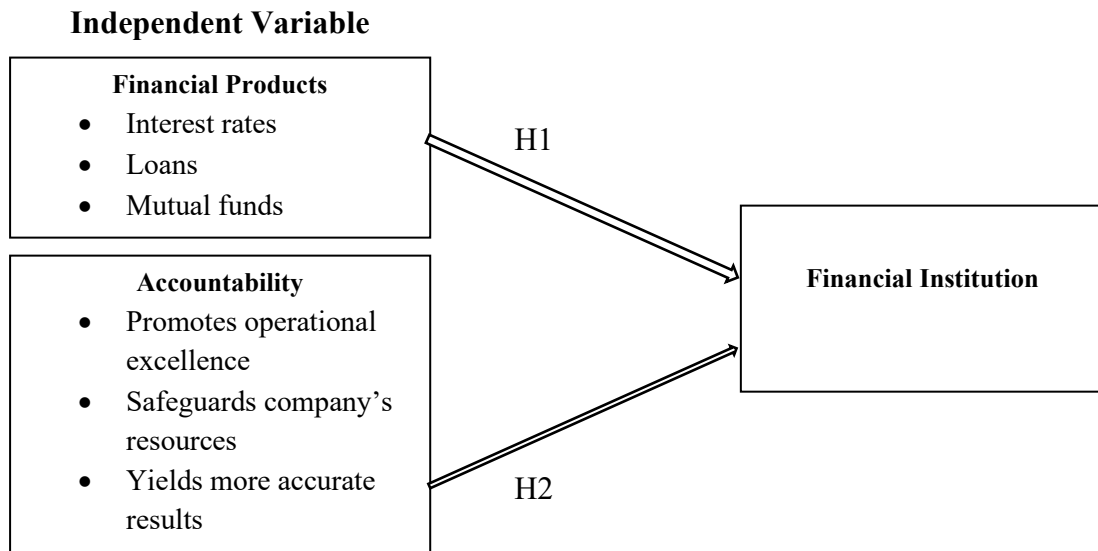 Independent Variable
Financial Products
• Interest rates
• Loans
• Mutual funds
H1
Accountability
• Promotes operational
excellence
• Safeguards company’s
resources
• Yields more accurate
results
H2
Financial Institution